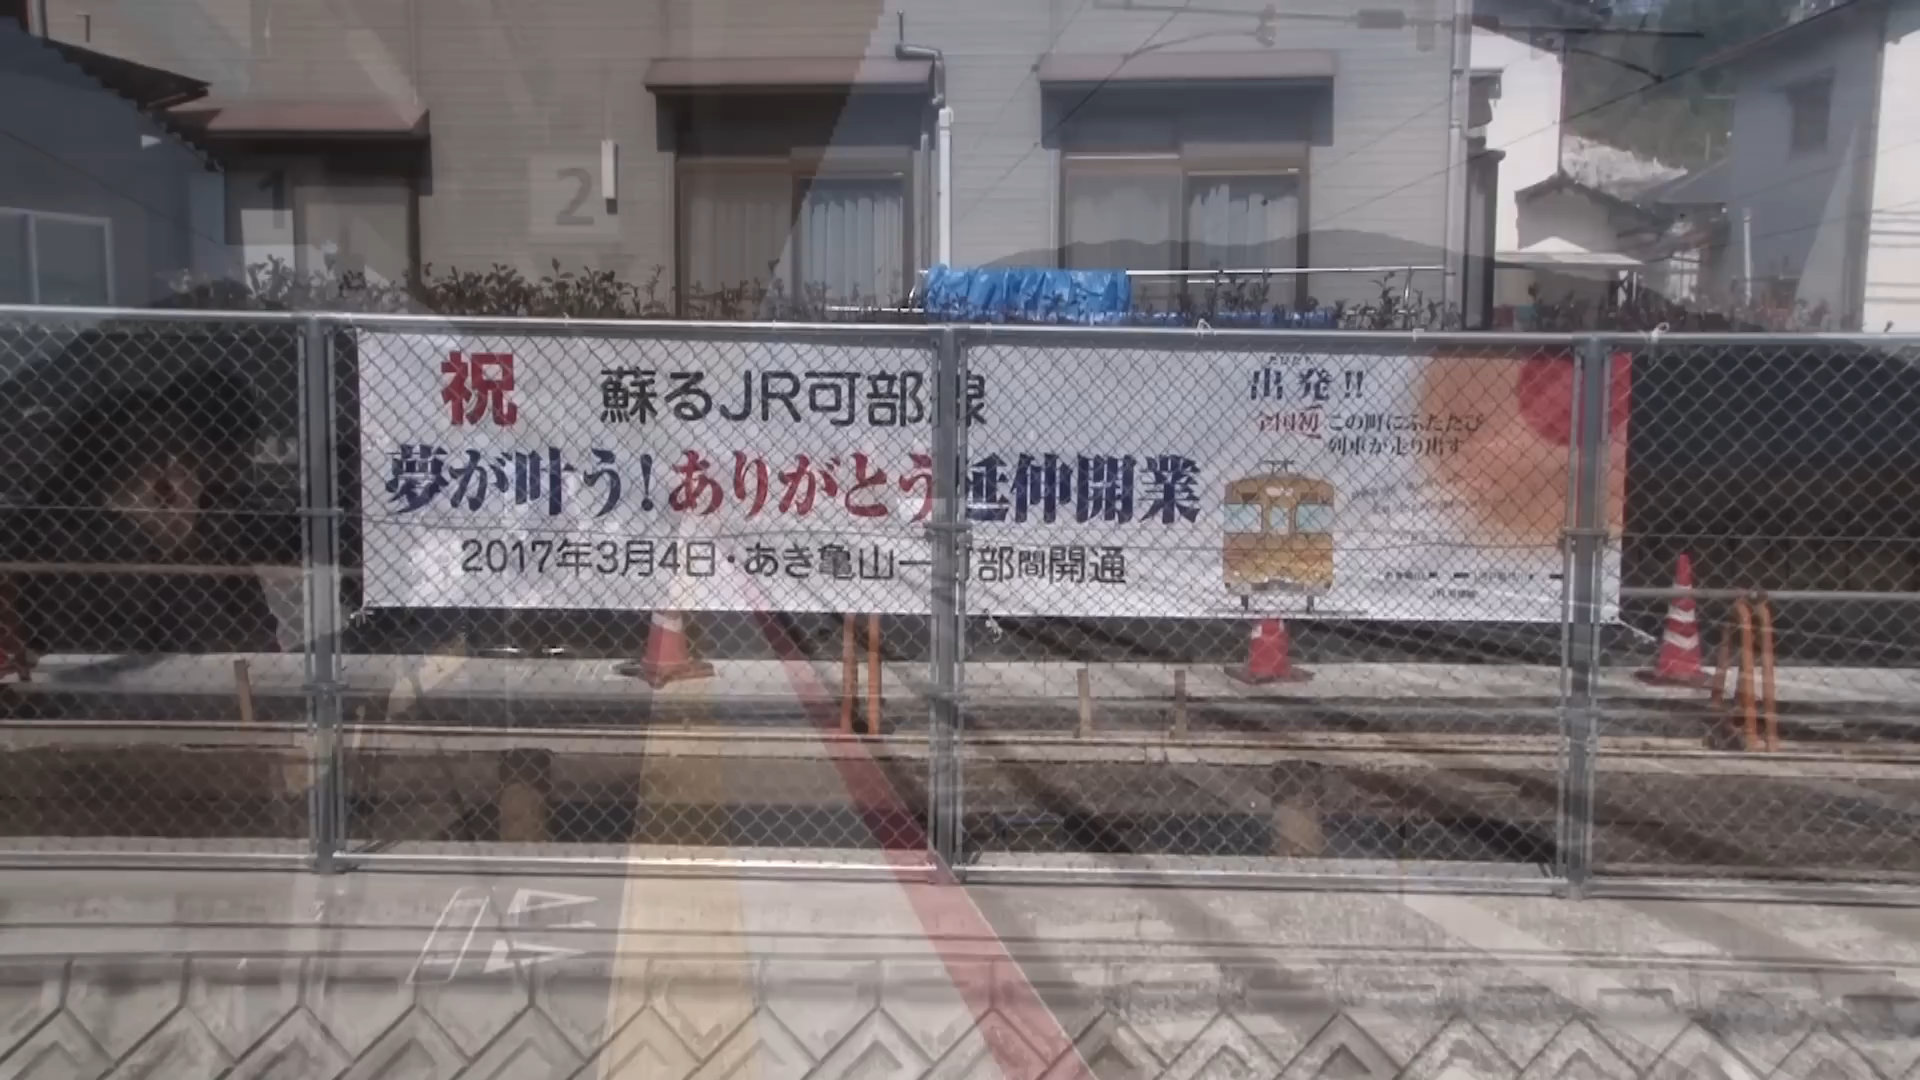 1
2
祝 蘇るJR可部線
夢が叶う!ありがとう延伸開業
2017年3月4日・あき亀山ー可部間開通
出発!!
全国初 この町にふたたび
列車が走り出す